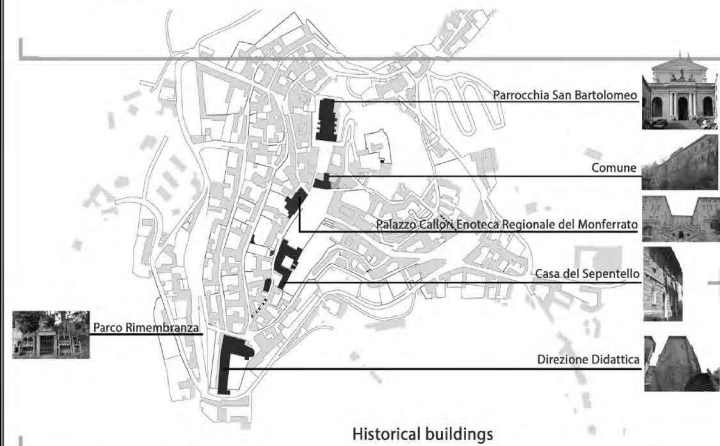 Parrocchia San Bartolomeo
Comune
Palazzo Callori,Enoteca Regionale del Monferrato
Casa del Sepentello
Parco Rimembranza
Direzione Didattica
Historical buildings